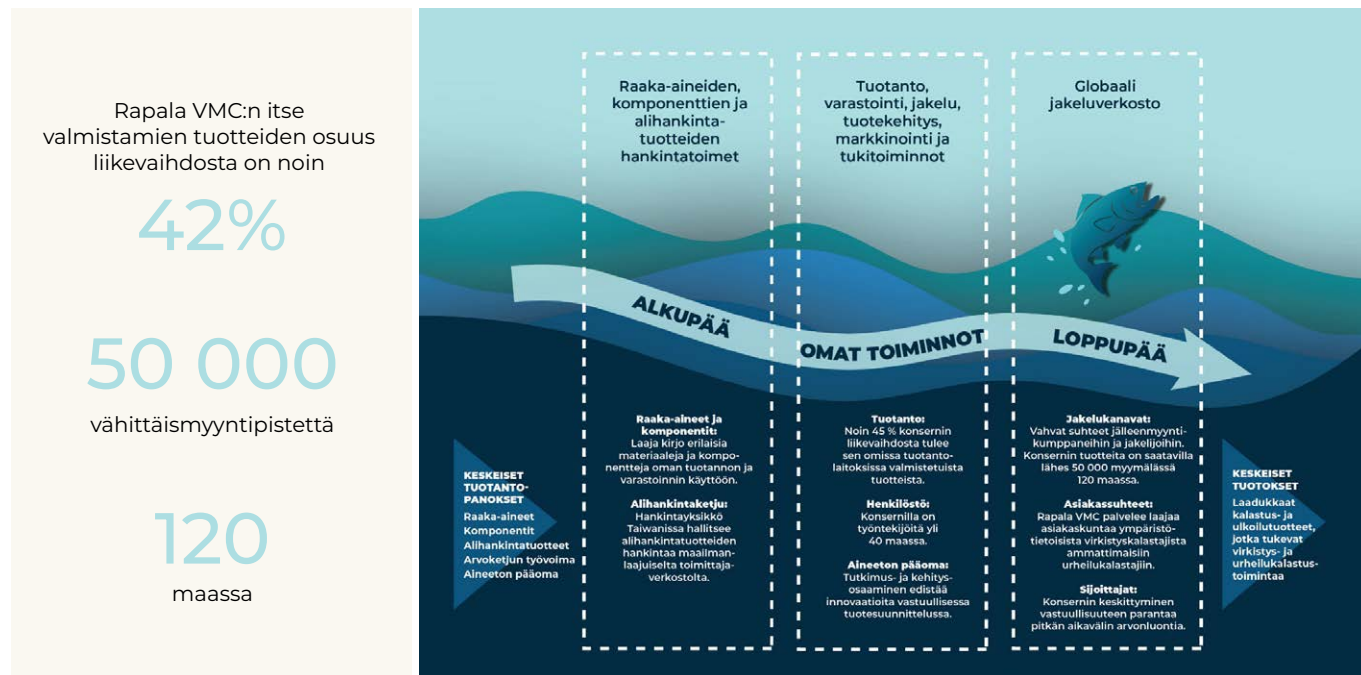 Rapala VMC:n itse
valmistamien tuotteiden osuus
liikevaihdosta on noin
42%
50 000
vähittäismyyntipistettä
120
maassa
Raaka-aineiden,
komponenttien ja
alihankinta-
tuotteiden
hankintatoimet
Tuotanto,
varastointi, jakelu,
tuotekehitys,
markkinointi ja
tukitoiminnot
Globaali
jakeluverkosto
ALKUPÄÄ
OMAT TOIMINNOT
LOPPUPÄÄ
KESKEISET
TUOTANTO-
PANOKSET
Raaka-aineet
Komponentit
Alihankintatuotteet
Arvoketjun työvoima
Aineeton pääoma
Raaka-aineet ja
komponentit:
Laaja kirjo erilaisia
materiaaleja ja kompo-
nentteja oman tuotannon ja
varastoinnin käyttöön.
Alihankintaketju:
Hankintayksikkö
Taiwanissa hallitsee
alihankintatuotteiden
hankintaa maailman-
laajuiselta toimittaja-
verkostolta.
Tuotanto:
Noin 45 % konsernin
liikevaihdosta tulee
sen omissa tuotanto-
laitoksissa valmistetuista
tuotteista.
Henkilöstö:
Konsernilla on
työntekijöitä yli
40 maassa.
Aineeton pääoma:
Tutkimus- ja kehitys-
osaaminen edistää
innovaatioita vastuullisessa
tuotesuunnittelussa.
Jakelukanavat:
Vahvat suhteet jälleenmyynti-
kumppaneihin ja jakelijoihin.
Konsernin tuotteita on saatavilla
lähes 50 000 myymälässä
120 maassa.
Asiakassuhteet:
Rapala VMC palvelee laajaa
asiakaskuntaa ympäristö-
tietoisista virkistyskalastajista
ammattimaisiin
urheilukalastajiin.
Sijoittajat:
Konsernin keskittyminen
vastuullisuuteen parantaa
pitkän aikavälin arvonluontia.
KESKEISET
TUOTOKSET
Laadukkaat
kalastus- ja
ulkoilutuotteet,
jotka tukevat
virkistys- ja
urheilukalastus-
toimintaa